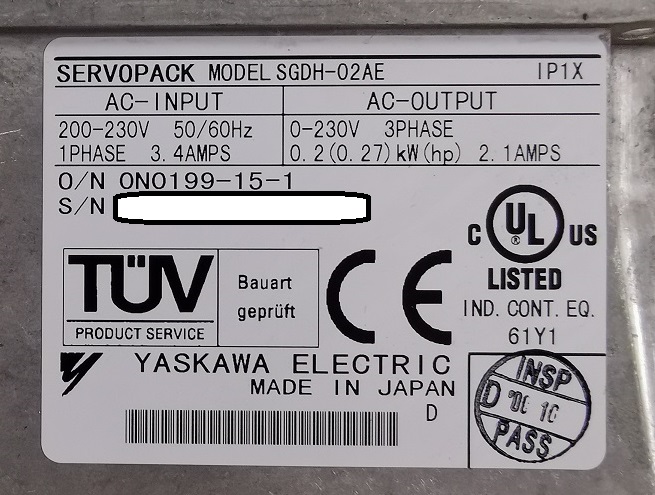 SERVOPACK MODEL SGDH-02AE IP1X
AC-INPUT AC-OUTPUT
200-230V 50/60Hz 0-230V 3PHASE
1PHASE 3.4AMPS 0.2(0.27)kW(hp) 2.1AMPS
O/N 0N0199-15-1
S/N
C UL ® US
LISTED
IND. CONT. EQ.
61Y1
TÜV
PRODUCT SERVICE
Bauart
geprüft
CE
YASKAWA ELECTRIC
MADE IN JAPAN
D
INSP
D '00 10
PASS